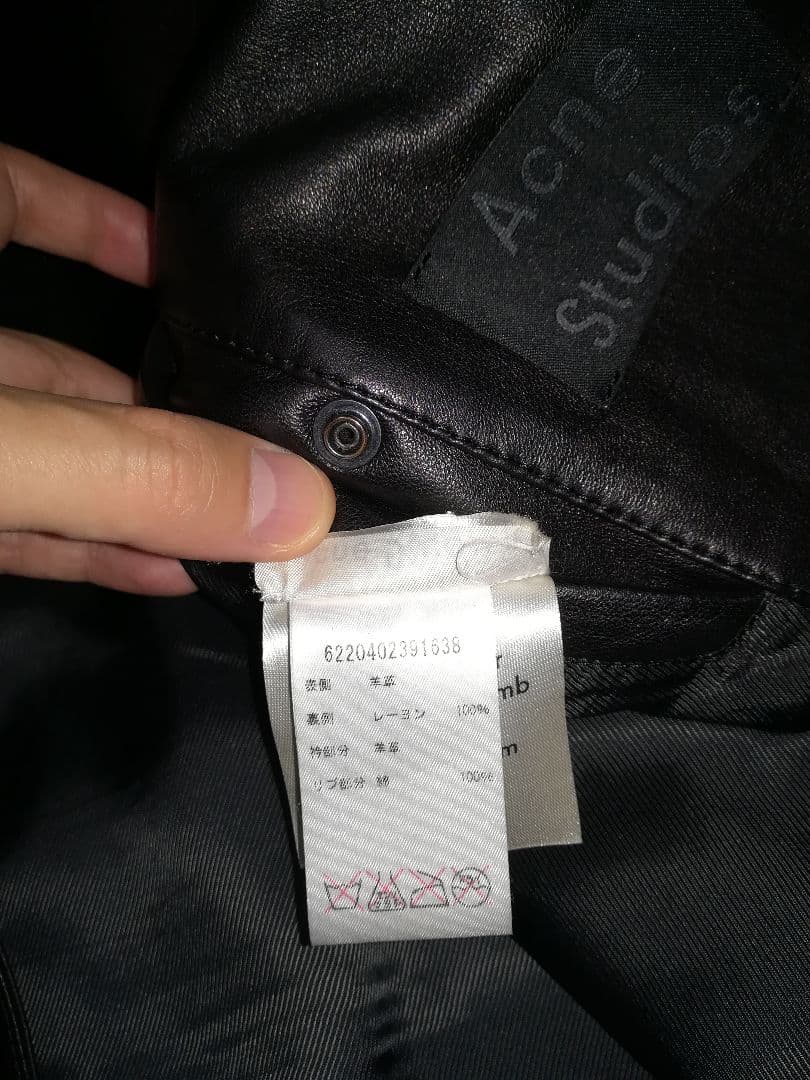 Acne
Studios
6220402391638
表側 羊革
裏側 レーヨン 100%
衿部分 羊革
リブ部分 綿 100%
r
mb
m